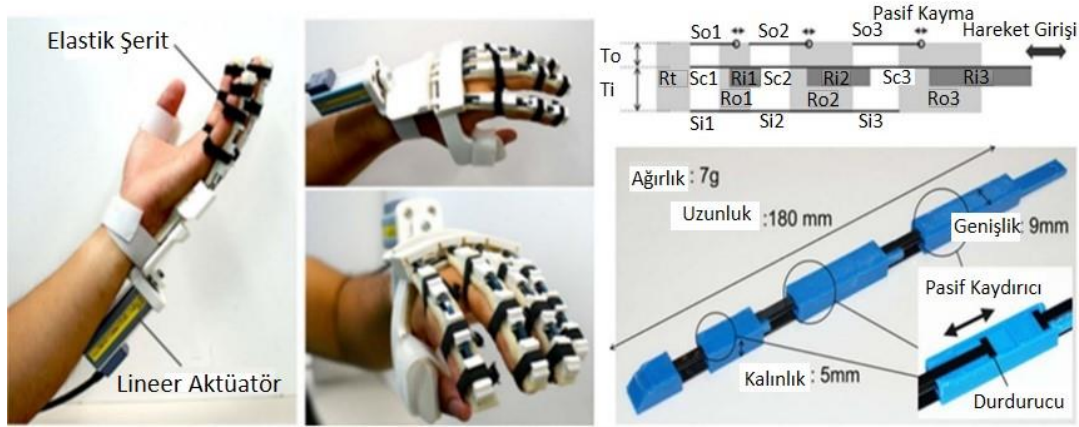 Elastik Şerit
Lineer Aktüatör
Pasif Kayma
So1 So2 So3 Hareket Girişi
To
Rt Sc1 Ri1 Sc2 Ri2 Sc3 Ri3
Ti
Ro1 Ro2 Ro3
Si1 Si2 Si3
Ağırlık : 7g
Uzunluk :180 mm
Genişlik: 9mm
Pasif Kaydırıcı
Kalınlık : 5mm
Durdurucu